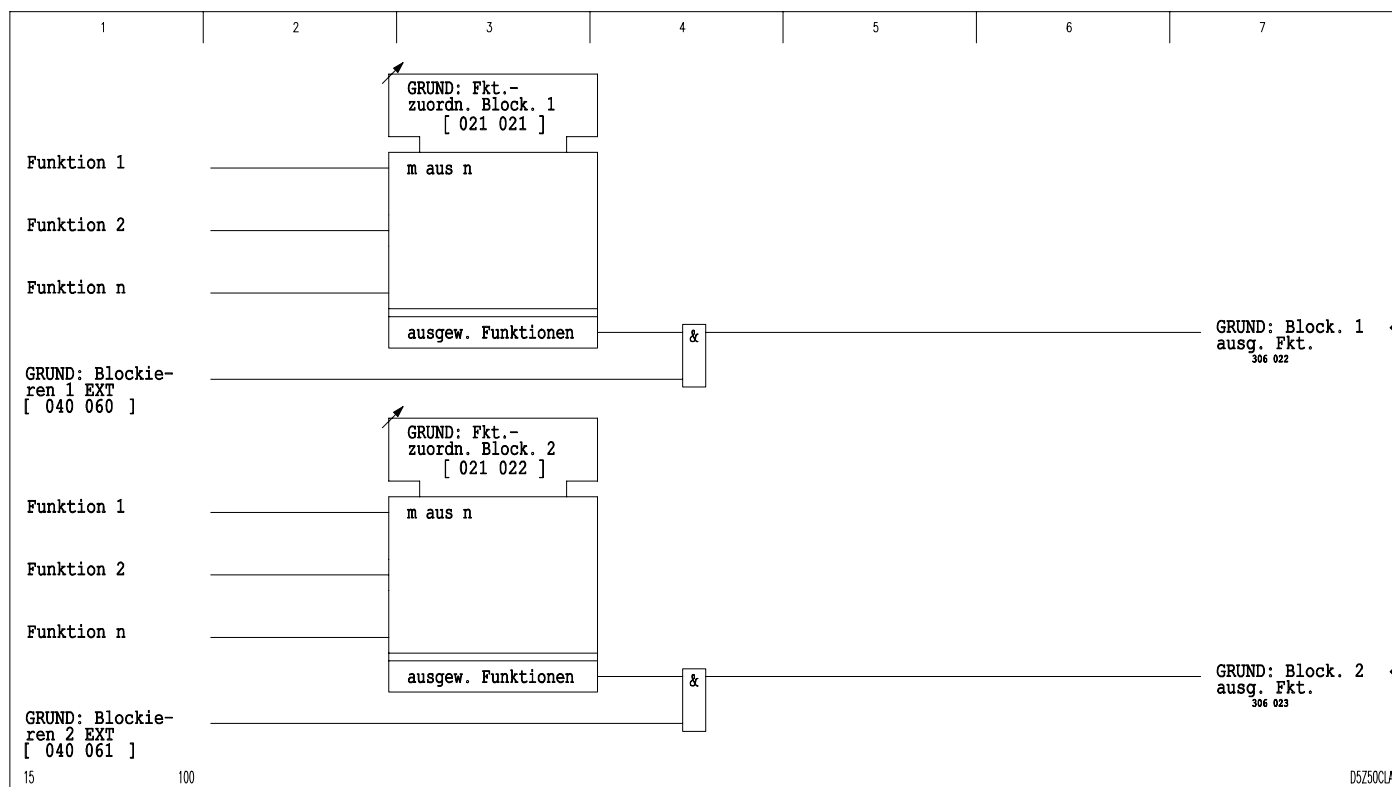 1 2 3 4 5 6 7
GRUND: Fkt.-
zuordn. Block. 1
[ 021 021 ]
Funktion 1
m aus n
Funktion 2
Funktion n
ausgew. Funktionen
&
GRUND: Block. 1
ausg. Fkt.
306 022
GRUND: Blockie-
ren 1 EXT
[ 040 060 ]
GRUND: Fkt.-
zuordn. Block. 2
[ 021 022 ]
Funktion 1
m aus n
Funktion 2
Funktion n
ausgew. Funktionen
&
GRUND: Block. 2
ausg. Fkt.
306 023
GRUND: Blockie-
ren 2 EXT
[ 040 061 ]
15 100 D5Z50CLA